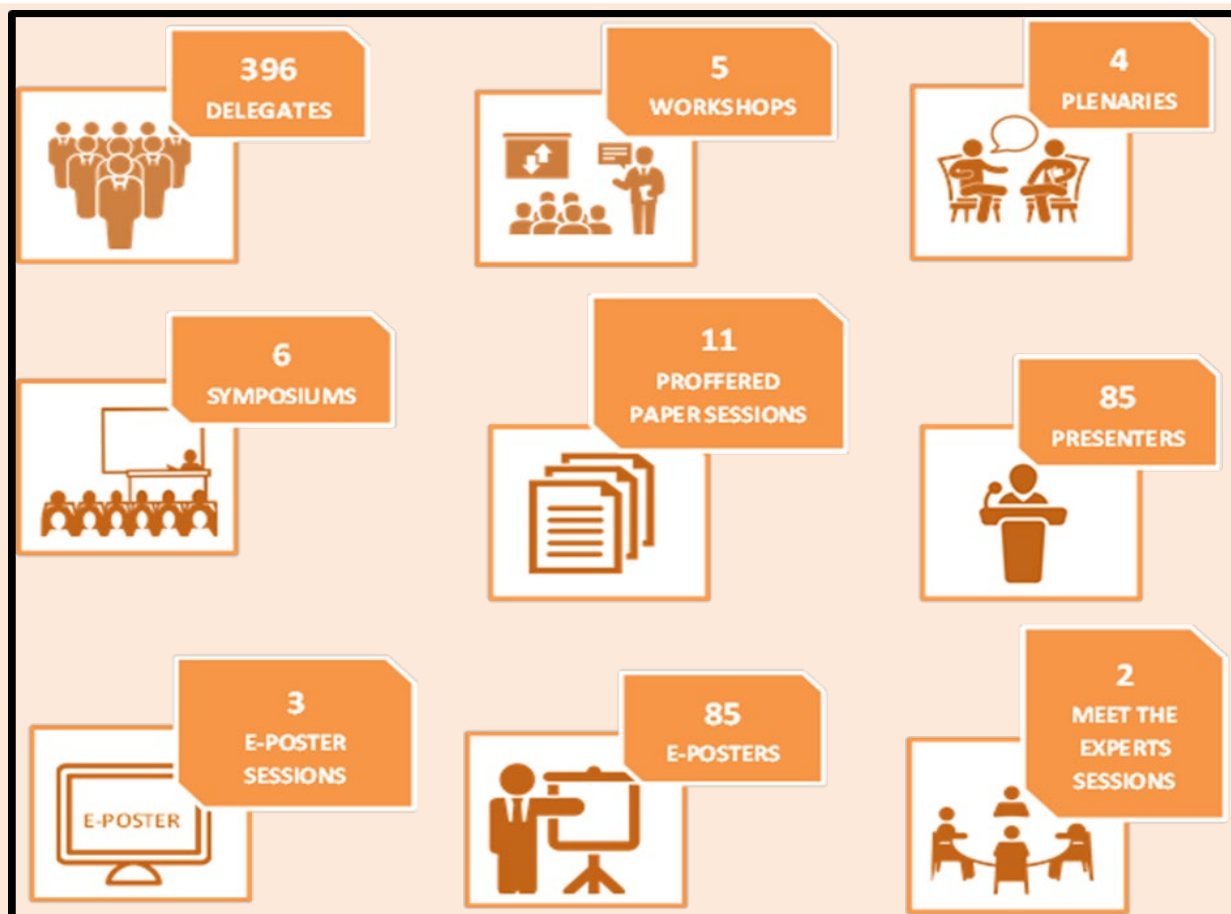 396
DELEGATES
5
WORKSHOPS
4
PLENARIES
6
SYMPOSIUMS
11
PROFFERED
PAPER SESSIONS
85
PRESENTERS
3
E-POSTER
SESSIONS
E-POSTER
85
E-POSTERS
2
MEET THE
EXPERTS
SESSIONS